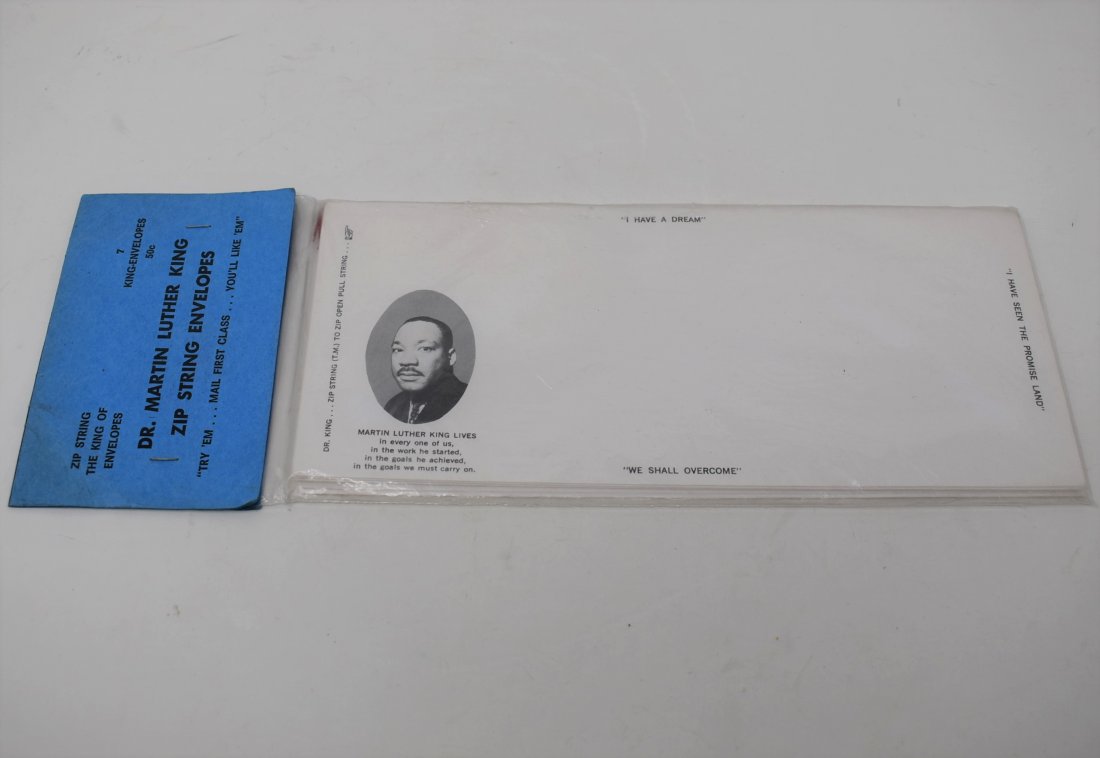 7
KING-ENVELOPES
50c
ZIP STRING
THE KING OF
ENVELOPES
DR. MARTIN LUTHER KING
ZIP STRING ENVELOPES
"TRY 'EM . . . MAIL FIRST CLASS . . . YOU'LL LIKE 'EM"
DR. KING . . . ZIP STRING (T.M.) TO ZIP OPEN PULL STRING . . .
"I HAVE A DREAM"
"I HAVE SEEN THE PROMISE LAND"
MARTIN LUTHER KING LIVES
in every one of us,
in the work he started,
in the goals he achieved,
in the goals we must carry on.
"WE SHALL OVERCOME"